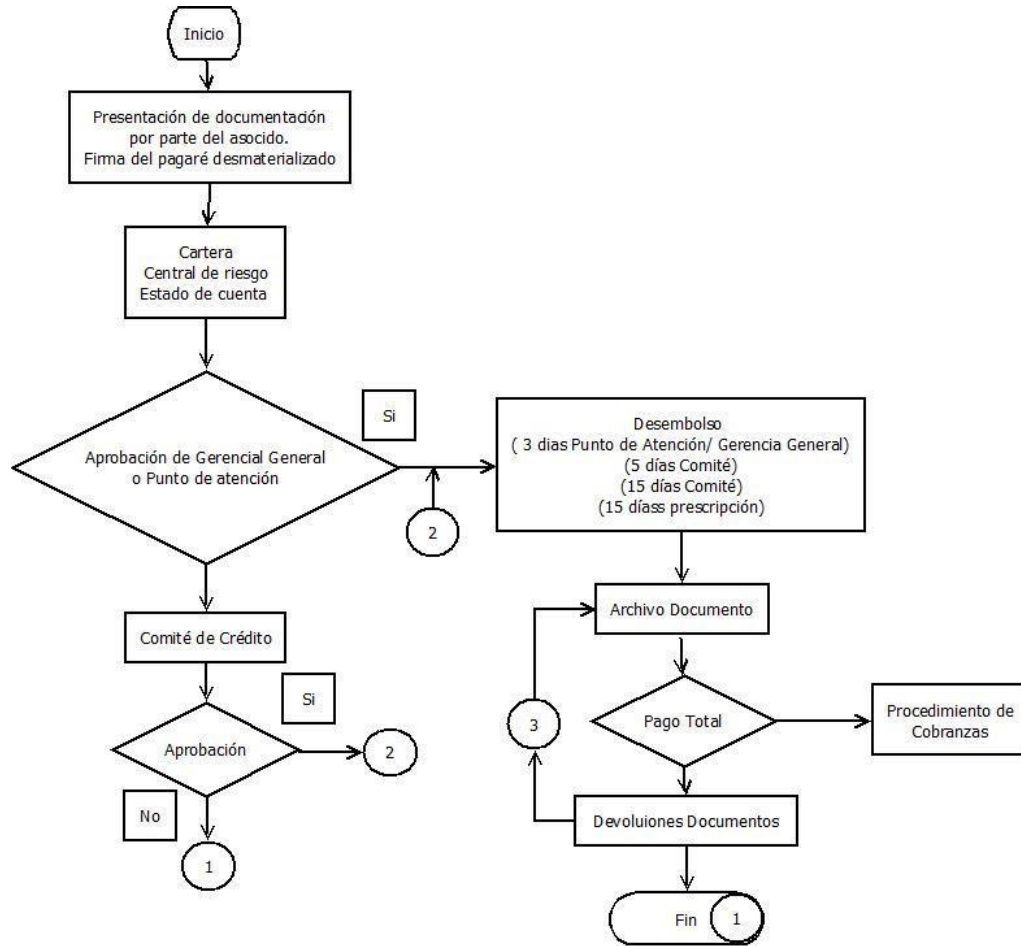 Inicio
Presentación de documentación
por parte del asocido.
Firma del pagaré desmaterializado
Cartera
Central de riesgo
Estado de cuenta
Aprobación de Gerencial General
o Punto de atención
Si
2
Desembolso
( 3 dias Punto de Atención/ Gerencia General)
(5 días Comité)
(15 días Comité)
(15 díass prescripción)
Comité de Crédito
Si
Aprobación
2
No
1
Archivo Documento
3
Pago Total
Procedimiento de
Cobranzas
Devoluiones Documentos
Fin
1